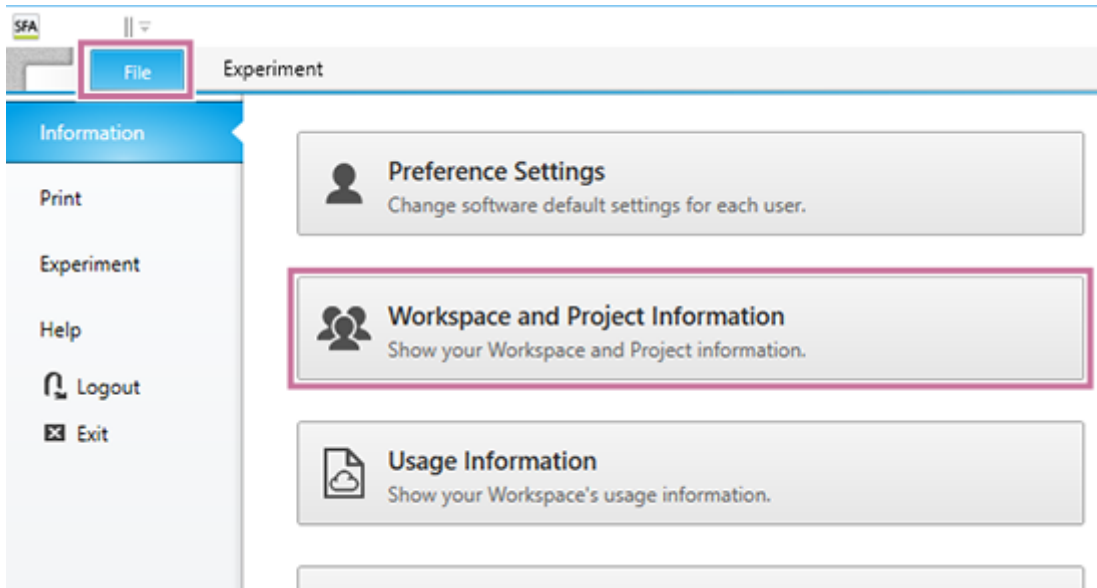 SFA
File
Experiment
Information
Print
Experiment
Help
Logout
Exit
Preference Settings
Change software default settings for each user.
Workspace and Project Information
Show your Workspace and Project information.
Usage Information
Show your Workspace's usage information.